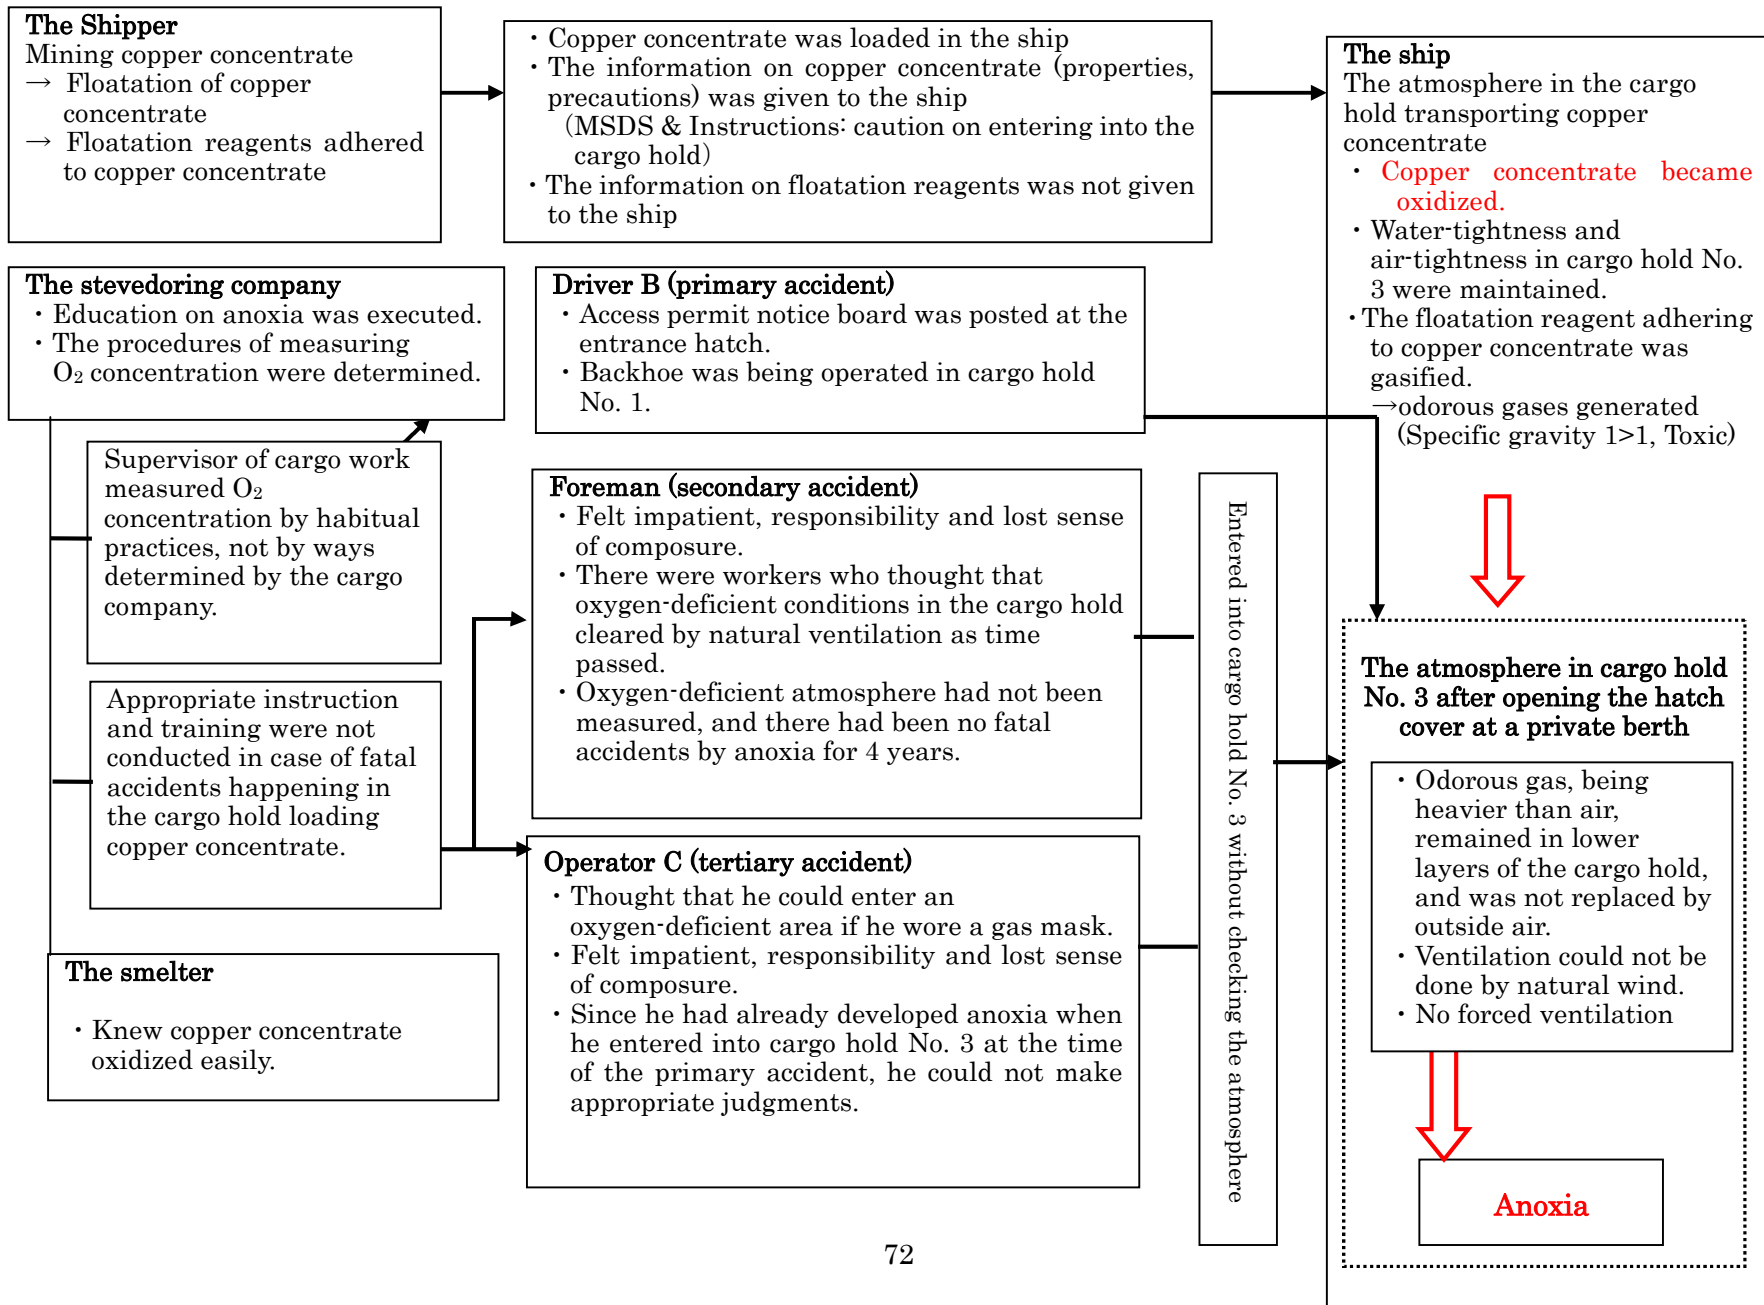 The Shipper
Mining copper concentrate
→ Floatation of copper
concentrate
→ Floatation reagents adhered
to copper concentrate
・Copper concentrate was loaded in the ship
・The information on copper concentrate (properties,
precautions) was given to the ship
(MSDS & Instructions: caution on entering into the
cargo hold)
・The information on floatation reagents was not given
to the ship
The ship
The atmosphere in the cargo
hold transporting copper
concentrate
・Copper concentrate became
oxidized.
・Water-tightness and
air-tightness in cargo hold No.
3 were maintained.
・The floatation reagent adhering
to copper concentrate was
gasified.
→odorous gases generated
(Specific gravity 1>1, Toxic)
The stevedoring company
・Education on anoxia was executed.
・The procedures of measuring
O₂ concentration were determined.
Driver B (primary accident)
・Access permit notice board was posted at the
entrance hatch.
・Backhoe was being operated in cargo hold
No. 1.
Supervisor of cargo work
measured O₂
concentration by habitual
practices, not by ways
determined by the cargo
company.
Foreman (secondary accident)
・Felt impatient, responsibility and lost sense
of composure.
・There were workers who thought that
oxygen-deficient conditions in the cargo hold
cleared by natural ventilation as time
passed.
・Oxygen-deficient atmosphere had not been
measured, and there had been no fatal
accidents by anoxia for 4 years.
Appropriate instruction
and training were not
conducted in case of fatal
accidents happening in
the cargo hold loading
copper concentrate.
Operator C (tertiary accident)
・Thought that he could enter an
oxygen-deficient area if he wore a gas mask.
・Felt impatient, responsibility and lost sense
of composure.
・Since he had already developed anoxia when
he entered into cargo hold No. 3 at the time
of the primary accident, he could not make
appropriate judgments.
The smelter
・Knew copper concentrate
oxidized easily.
Entered into cargo hold No. 3 without checking the atmosphere
The atmosphere in cargo hold
No. 3 after opening the hatch
cover at a private berth
・Odorous gas, being
heavier than air,
remained in lower
layers of the cargo hold,
and was not replaced by
outside air.
・Ventilation could not be
done by natural wind.
・No forced ventilation
Anoxia
72